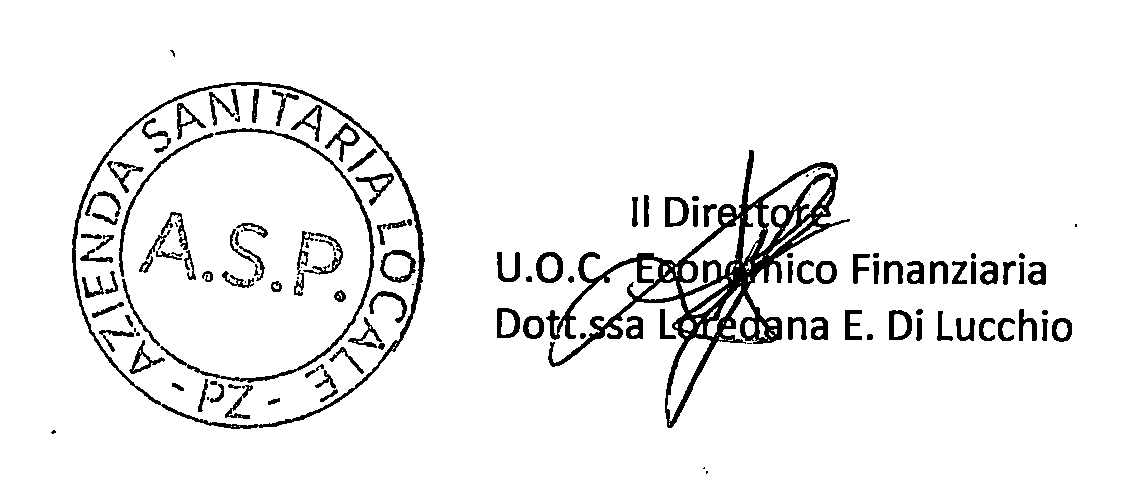 AZIENDA SANITARIA LOCALE - PZ -
A.S.P.
Il Direttore
U.O.C. Economico Finanziaria
Dott.ssa Loredana E. Di Lucchio